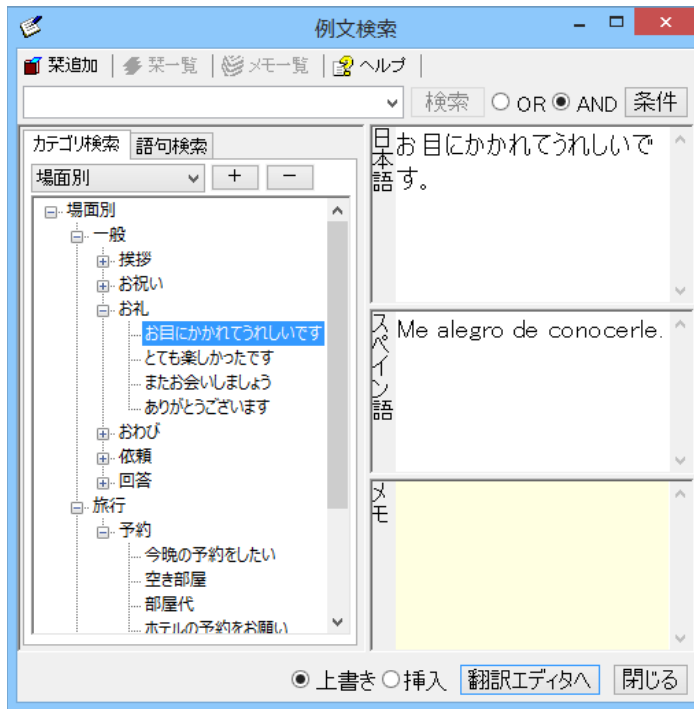 例文検索
栞追加 栞一覧 メモ一覧 ヘルプ
検索 OR AND 条件
カテゴリ検索 語句検索
場面別 + −
場面別
一般
挨拶
お祝い
お礼
お目にかかれてうれしいです
とても楽しかったです
またお会いしましょう
ありがとうございます
おわび
依頼
回答
旅行
予約
今晩の予約をしたい
空き部屋
部屋代
ホテルの予約をお願い
日本語
お目にかかれてうれしいで
す。
スペイン語
Me alegro de conocerle.
メモ
上書き 挿入 翻訳エディタへ 閉じる